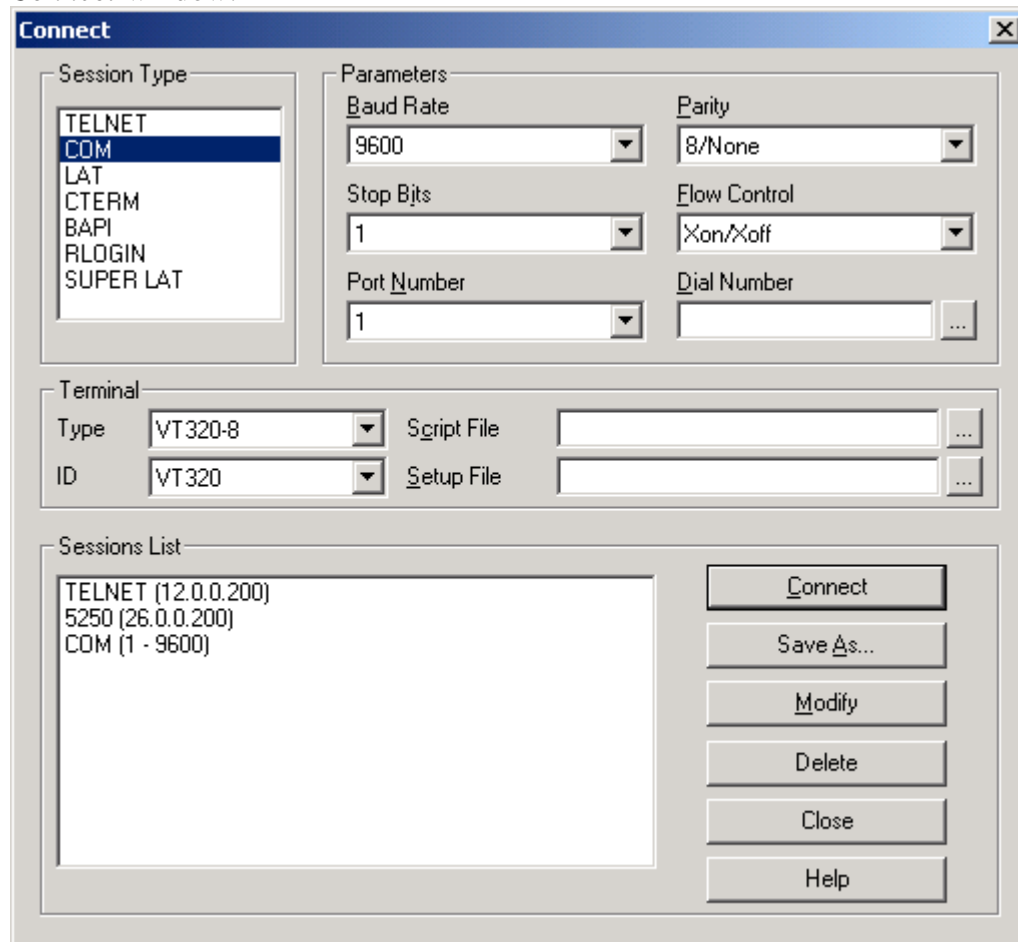 Connect
Session Type
TELNET
COM
LAT
CTERM
BAPI
RLOGIN
SUPER LAT
Parameters
Baud Rate
9600
Parity
8/None
Stop Bits
1
Flow Control
Xon/Xoff
Port Number
1
Dial Number
...
Terminal
Type
VT320-8
Script File
...
ID
VT320
Setup File
...
Sessions List
TELNET (12.0.0.200)
5250 (26.0.0.200)
COM (1 - 9600)
Connect
Save As...
Modify
Delete
Close
Help